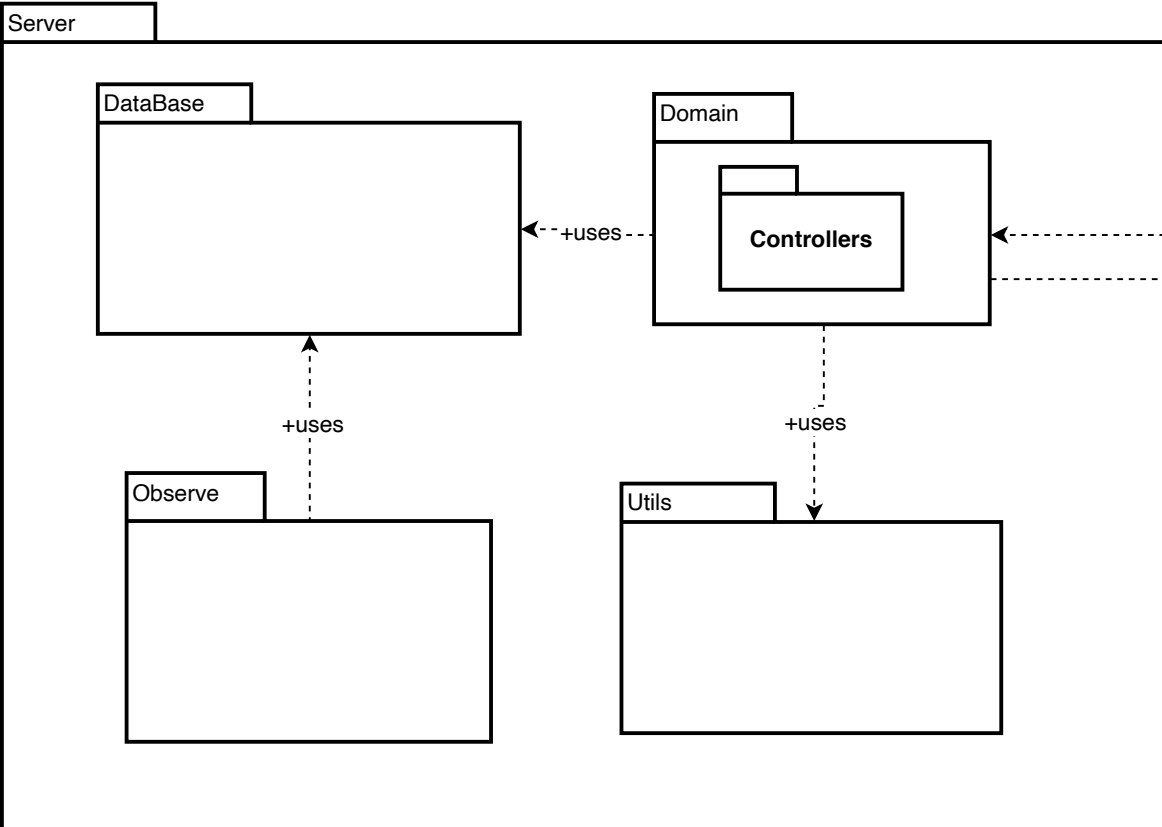 Server
DataBase
Domain
Controllers
+uses
+uses
+uses
Observe
Utils